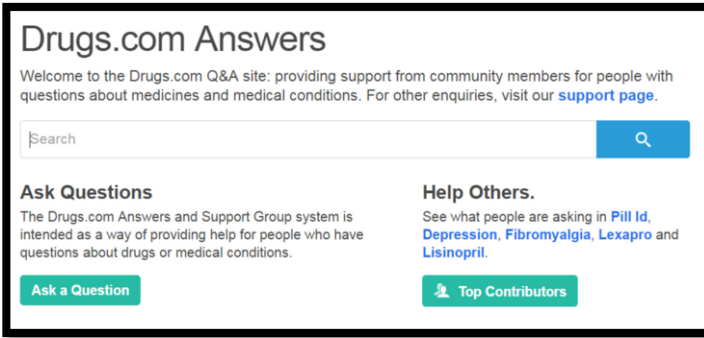 Drugs.com Answers
Welcome to the Drugs.com Q&A site: providing support from community members for people with
questions about medicines and medical conditions. For other enquiries, visit our support page.
Search
Ask Questions
The Drugs.com Answers and Support Group system is
intended as a way of providing help for people who have
questions about drugs or medical conditions.
Ask a Question
Help Others.
See what people are asking in Pill Id,
Depression, Fibromyalgia, Lexapro and
Lisinopril.
Top Contributors